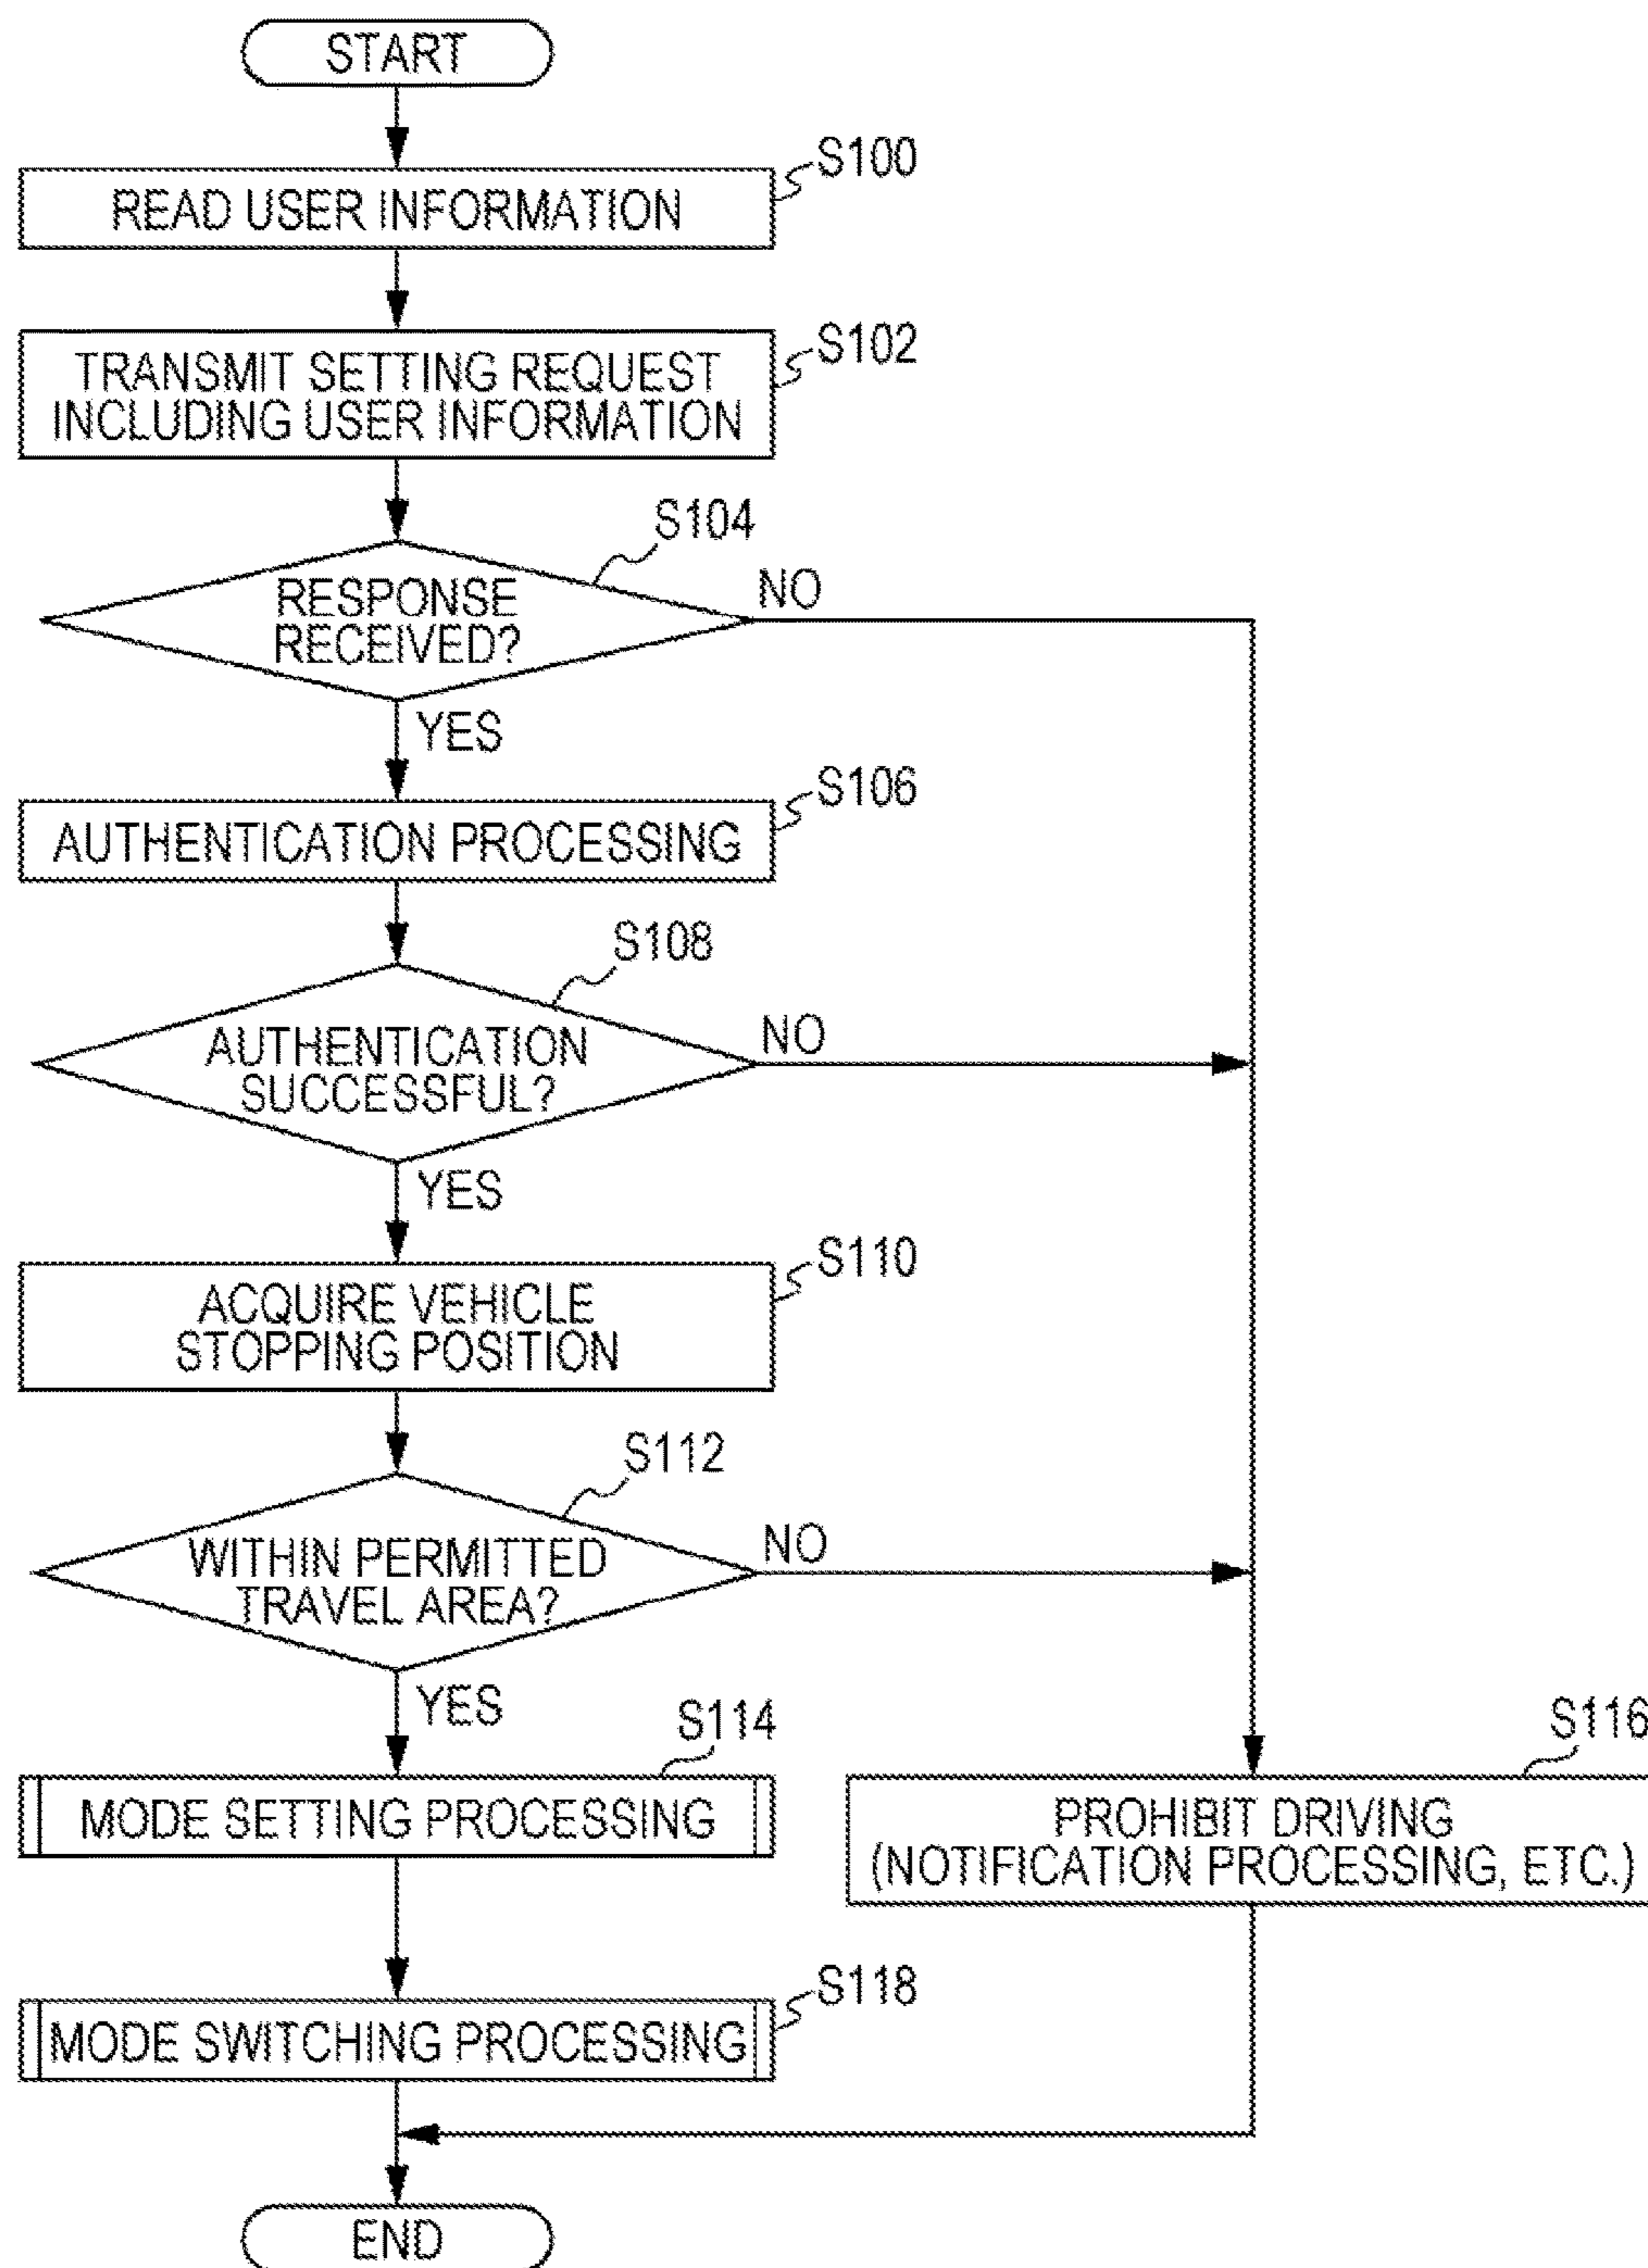 START
S100
READ USER INFORMATION
S102
TRANSMIT SETTING REQUEST
INCLUDING USER INFORMATION
S104
RESPONSE
RECEIVED?
NO
YES
S106
AUTHENTICATION PROCESSING
S108
AUTHENTICATION
SUCCESSFUL?
NO
YES
S110
ACQUIRE VEHICLE
STOPPING POSITION
S112
WITHIN PERMITTED
TRAVEL AREA?
NO
YES
S114
MODE SETTING PROCESSING
S116
PROHIBIT DRIVING
(NOTIFICATION PROCESSING, ETC.)
S118
MODE SWITCHING PROCESSING
END